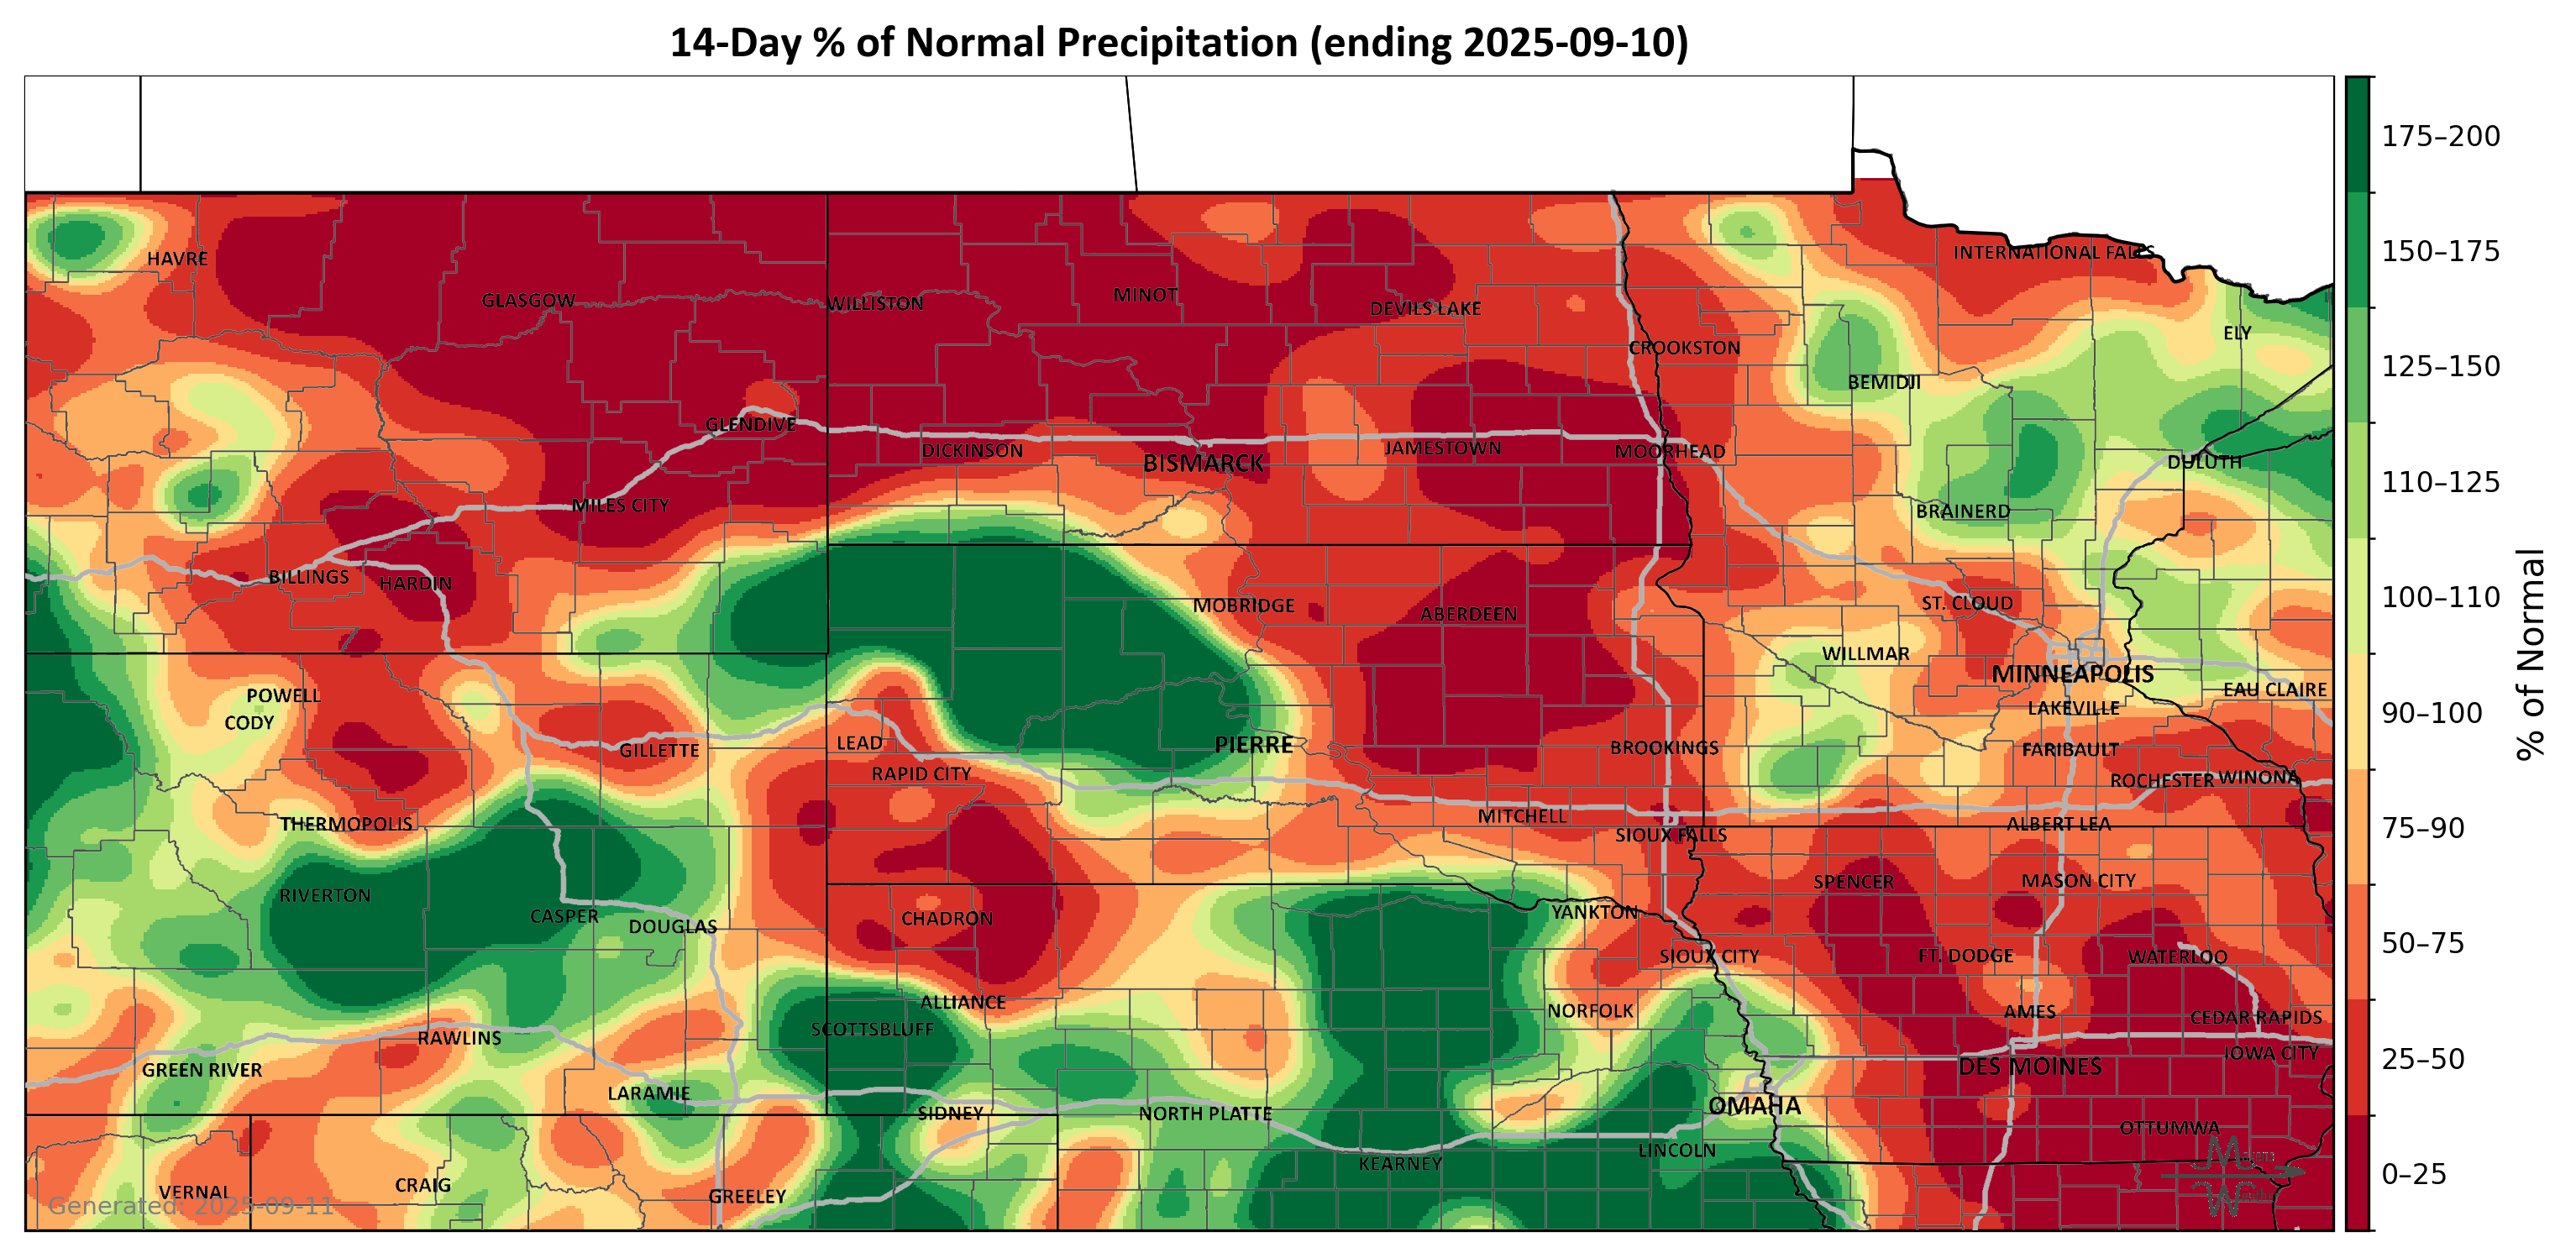 14-Day % of Normal Precipitation (ending 2025-09-10)
175–200
INTERNATIONAL FALLS
HAVRE
150–175
GLASGOW
WILLISTON
MINOT
DEVILS LAKE
ELY
CROOKSTON
125–150
BEMIDJI
GLENDIVE
DICKINSON
BISMARCK
JAMESTOWN
MOORHEAD
DULUTH
110–125
MILES CITY
BRAINERD
BILLINGS
HARDIN
100–110
MOBRIDGE
ABERDEEN
ST. CLOUD
% of Normal
WILLMAR
MINNEAPOLIS
POWELL
EAU CLAIRE
CODY
LAKEVILLE
90–100
LEAD
PIERRE
BROOKINGS
FARIBAULT
GILLETTE
RAPID CITY
ROCHESTER
WINONA
THERMOPOLIS
MITCHELL
ALBERT LEA
75–90
SIOUX FALLS
SPENCER
MASON CITY
RIVERTON
CASPER
CHADRON
YANKTON
DOUGLAS
SIOUX CITY
FT. DODGE
WATERLOO
50–75
ALLIANCE
NORFOLK
AMES
CEDAR RAPIDS
SCOTTSBLUFF
RAWLINS
IOWA CITY
25–50
GREEN RIVER
DES MOINES
LARAMIE
SIDNEY
NORTH PLATTE
OMAHA
OTTUMWA
LINCOLN
KEARNEY
0–25
VERNAL
CRAIG
GREELEY
Generated: 2025-09-11